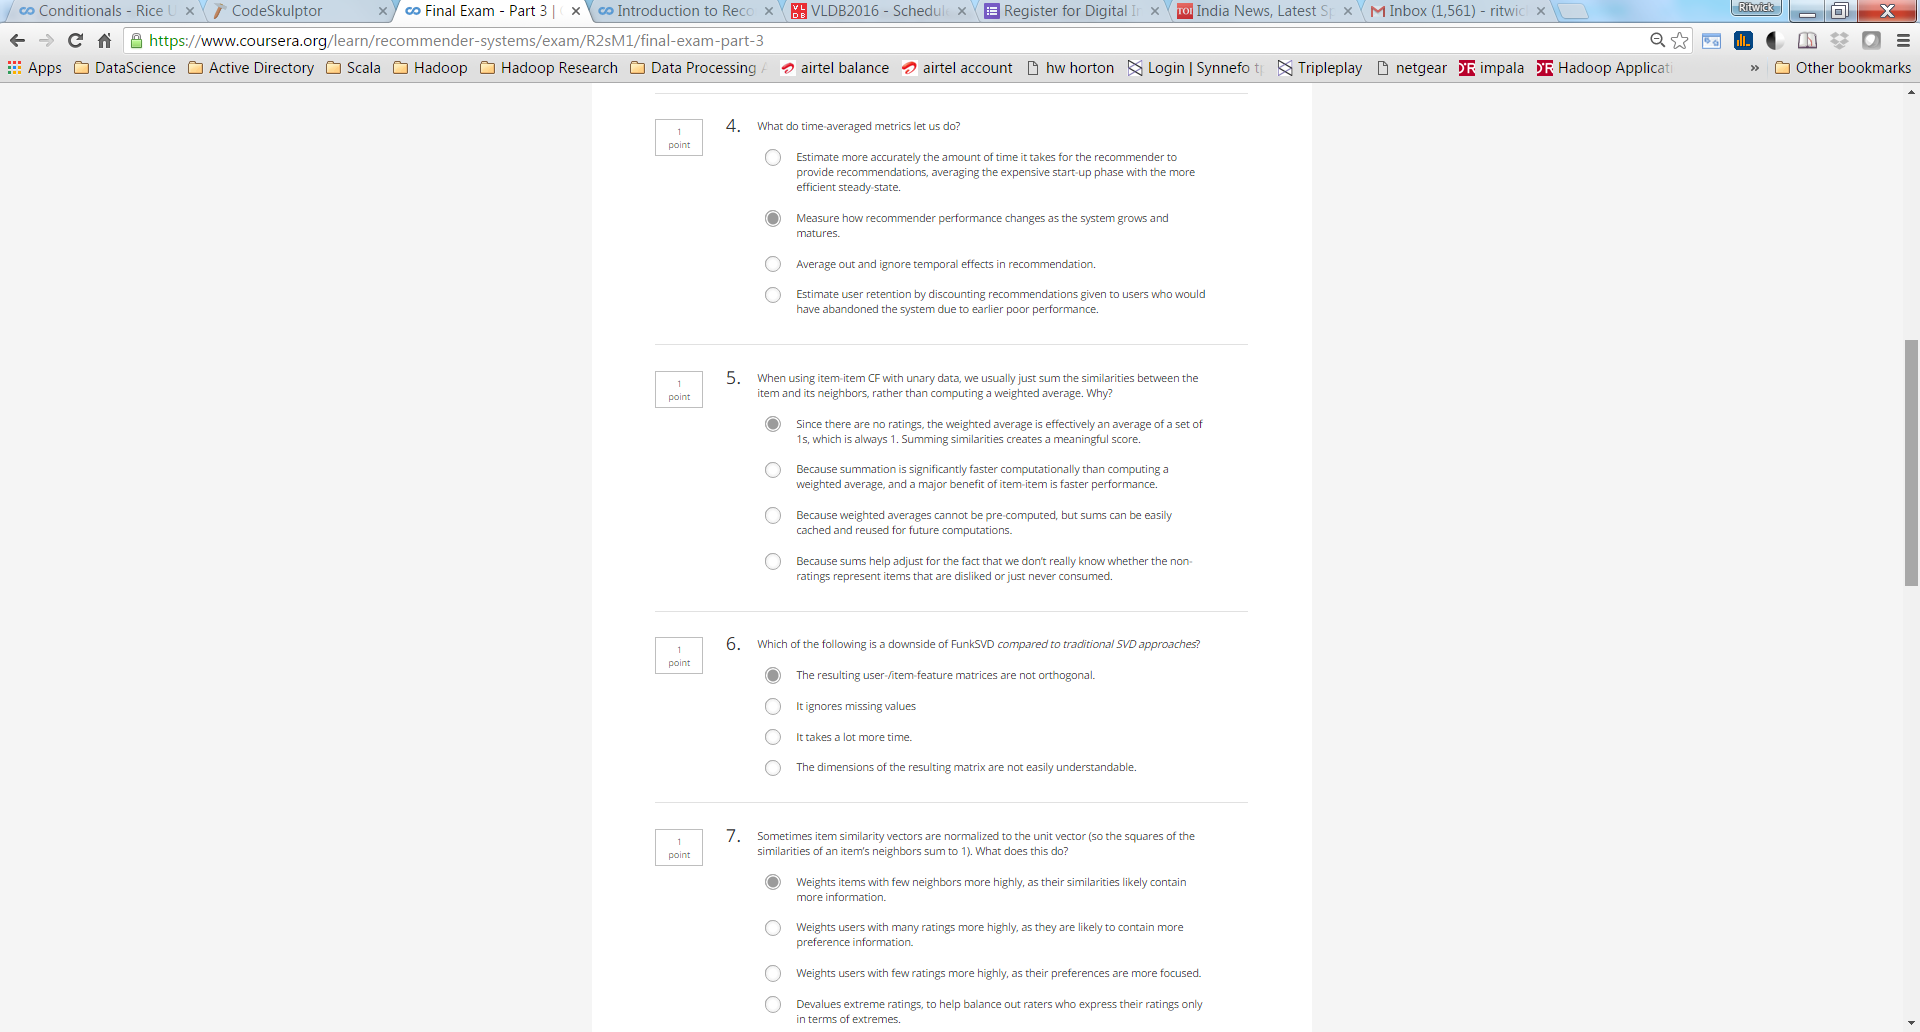 Conditionals - Rice U
CodeSkulptor
Final Exam - Part 3 |
Introduction to Reco
VLDB2016 - Schedule
Register for Digital I
India News, Latest Sp
Inbox (1,561) - ritwic
Ritwick
https://www.coursera.org/learn/recommender-systems/exam/R2sM1/final-exam-part-3
Apps DataScience Active Directory Scala Hadoop Hadoop Research Data Processing airtel balance airtel account hw horton Login | Synnefo Tripleplay netgear impala Hadoop Applicati » Other bookmarks
1
point
4. What do time-averaged metrics let us do?
Estimate more accurately the amount of time it takes for the recommender to
provide recommendations, averaging the expensive start-up phase with the more
efficient steady-state.
Measure how recommender performance changes as the system grows and
matures.
Average out and ignore temporal effects in recommendation.
Estimate user retention by discounting recommendations given to users who would
have abandoned the system due to earlier poor performance.
1
point
5. When using item-item CF with unary data, we usually just sum the similarities between the
item and its neighbors, rather than computing a weighted average. Why?
Since there are no ratings, the weighted average is effectively an average of a set of
1s, which is always 1. Summing similarities creates a meaningful score.
Because summation is significantly faster computationally than computing a
weighted average, and a major benefit of item-item is faster performance.
Because weighted averages cannot be pre-computed, but sums can be easily
cached and reused for future computations.
Because sums help adjust for the fact that we don't really know whether the non-
ratings represent items that are disliked or just never consumed.
1
point
6. Which of the following is a downside of FunkSVD compared to traditional SVD approaches?
The resulting user-/item-feature matrices are not orthogonal.
It ignores missing values
It takes a lot more time.
The dimensions of the resulting matrix are not easily understandable.
1
point
7. Sometimes item similarity vectors are normalized to the unit vector (so the squares of the
similarities of an item's neighbors sum to 1). What does this do?
Weights items with few neighbors more highly, as their similarities likely contain
more information.
Weights users with many ratings more highly, as they are likely to contain more
preference information.
Weights users with few ratings more highly, as their preferences are more focused.
Devalues extreme ratings, to help balance out raters who express their ratings only
in terms of extremes.